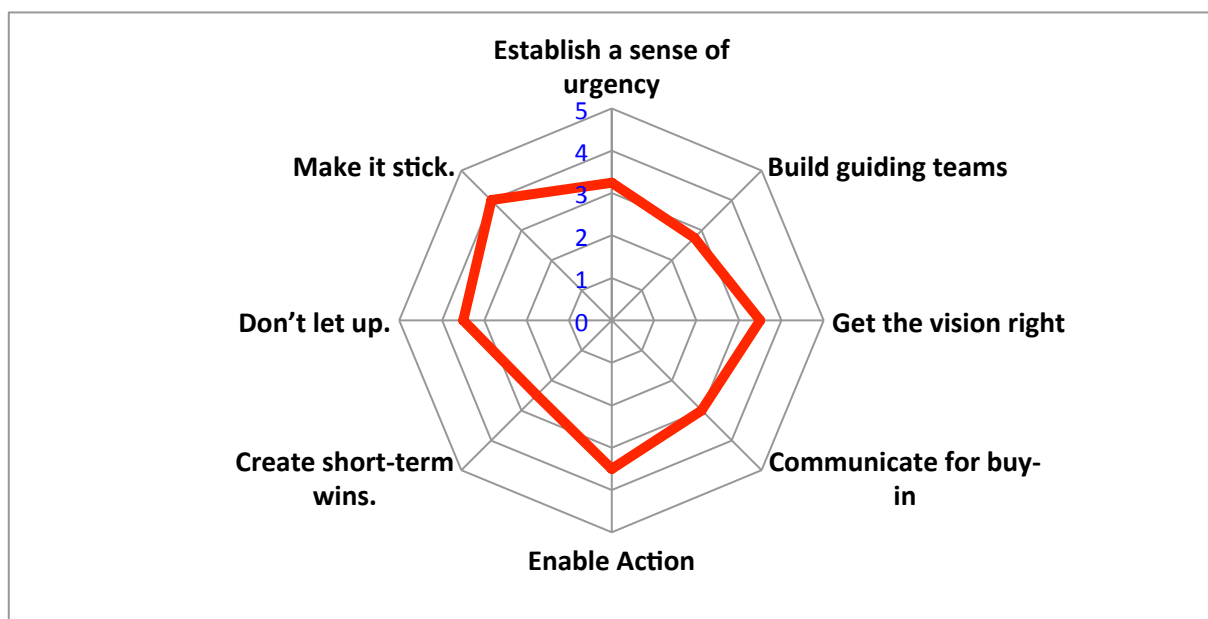 Establish a sense of
urgency
5
Make it stick.
4
Build guiding teams
3
2
1
Don’t let up.
0
Get the vision right
Create short-term
wins.
Communicate for buy-
in
Enable Action